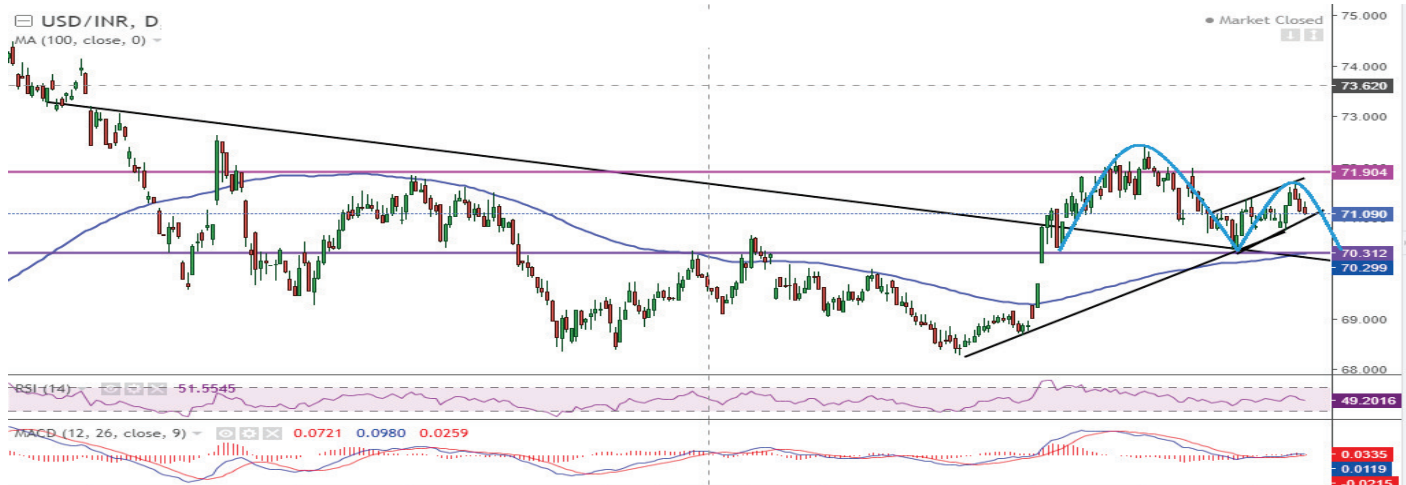 USD/INR, D
MA (100, close, 0)
Market Closed
75.000
74.000
73.620
73.000
71.904
71.090
70.312
70.299
69.000
68.000
RSI (14) 51.5545
49.2016
MACD (12, 26, close, 9) 0.0721 0.0980 0.0259
0.0335
0.0119
-0.0215